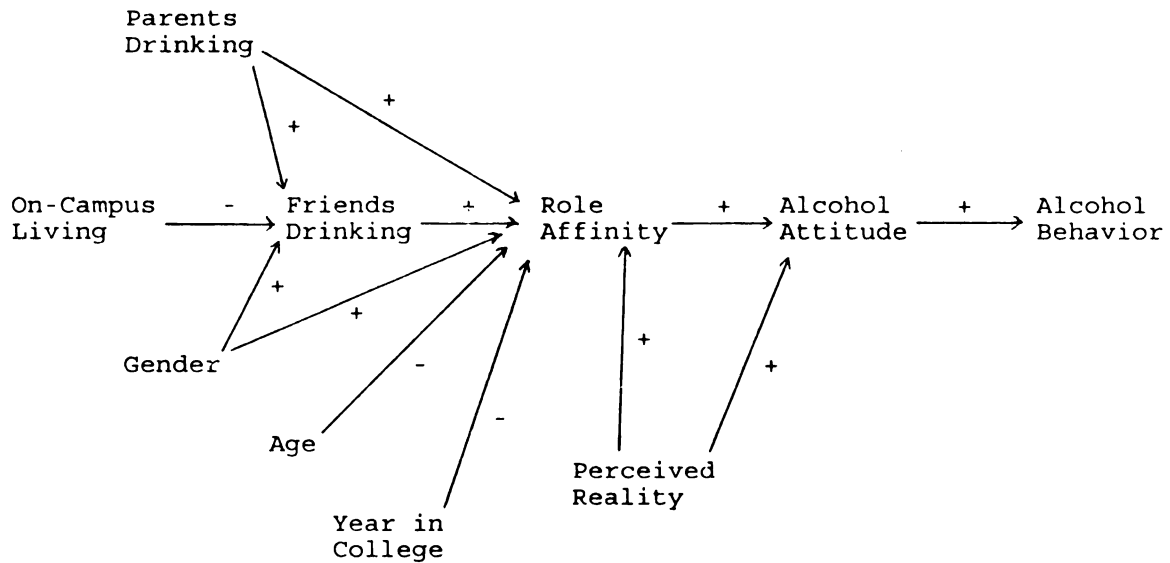 Parents
Drinking
+
+
On-Campus
Living
-
Friends
Drinking
+
Role
Affinity
+
Alcohol
Attitude
+
Alcohol
Behavior
+
+
Gender
-
+
+
Age
-
Perceived
Reality
Year in
College